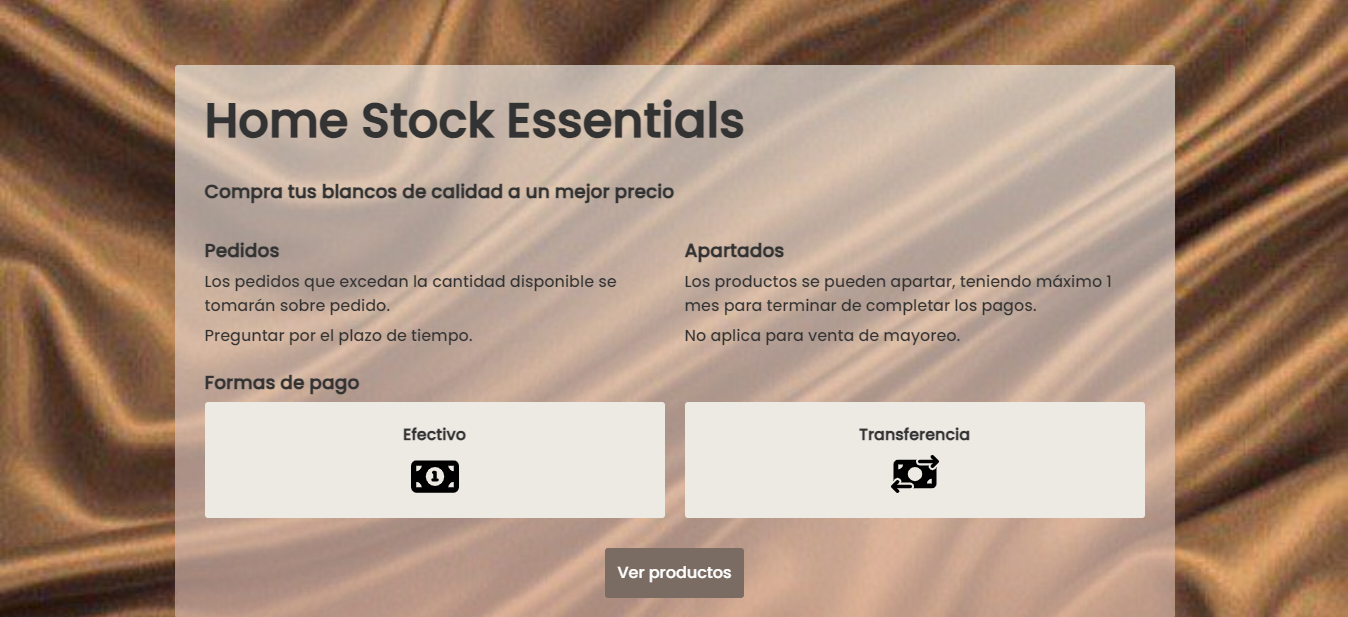 Home Stock Essentials
Compra tus blancos de calidad a un mejor precio
Pedidos
Los pedidos que excedan la cantidad disponible se
tomarán sobre pedido.
Preguntar por el plazo de tiempo.
Apartados
Los productos se pueden apartar, teniendo máximo 1
mes para terminar de completar los pagos.
No aplica para venta de mayoreo.
Formas de pago
Efectivo
1
Transferencia
Ver productos